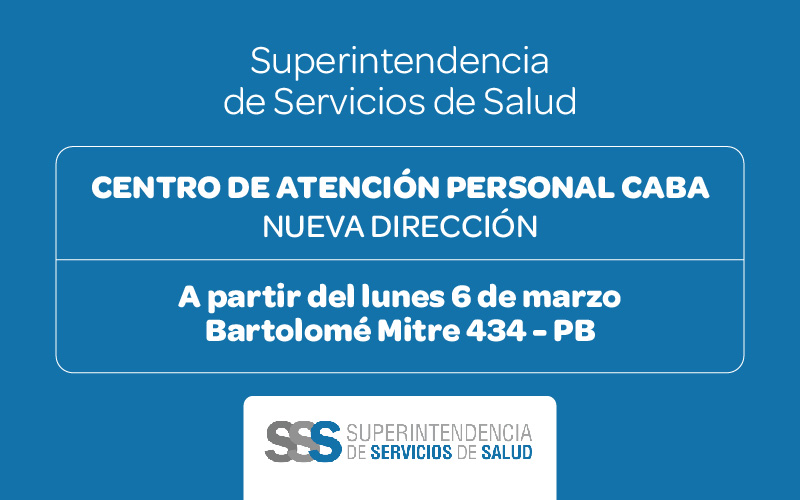 Superintendencia
de Servicios de Salud
CENTRO DE ATENCIÓN PERSONAL CABA
NUEVA DIRECCIÓN
A partir del lunes 6 de marzo
Bartolomé Mitre 434 - PB
SSS SUPERINTENDENCIA
DE SERVICIOS DE SALUD